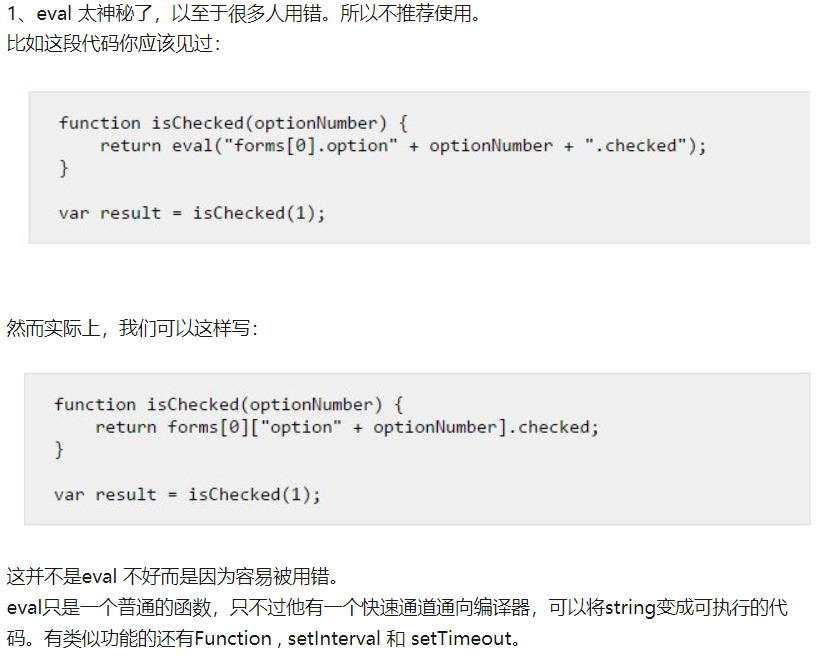 1、eval 太神秘了，以至于很多人用错。所以不推荐使用。
比如这段代码你应该见过：
function isChecked(optionNumber) {
    return eval("forms[0].option" + optionNumber + ".checked");
}
var result = isChecked(1);
然而实际上，我们可以这样写：
function isChecked(optionNumber) {
    return forms[0]["option" + optionNumber].checked;
}
var result = isChecked(1);
这并不是eval 不好而是因为容易被用错。
eval只是一个普通的函数，只不过他有一个快速通道通向编译器，可以将string变成可执行的代
码。有类似功能的还有Function , setInterval 和 setTimeout。